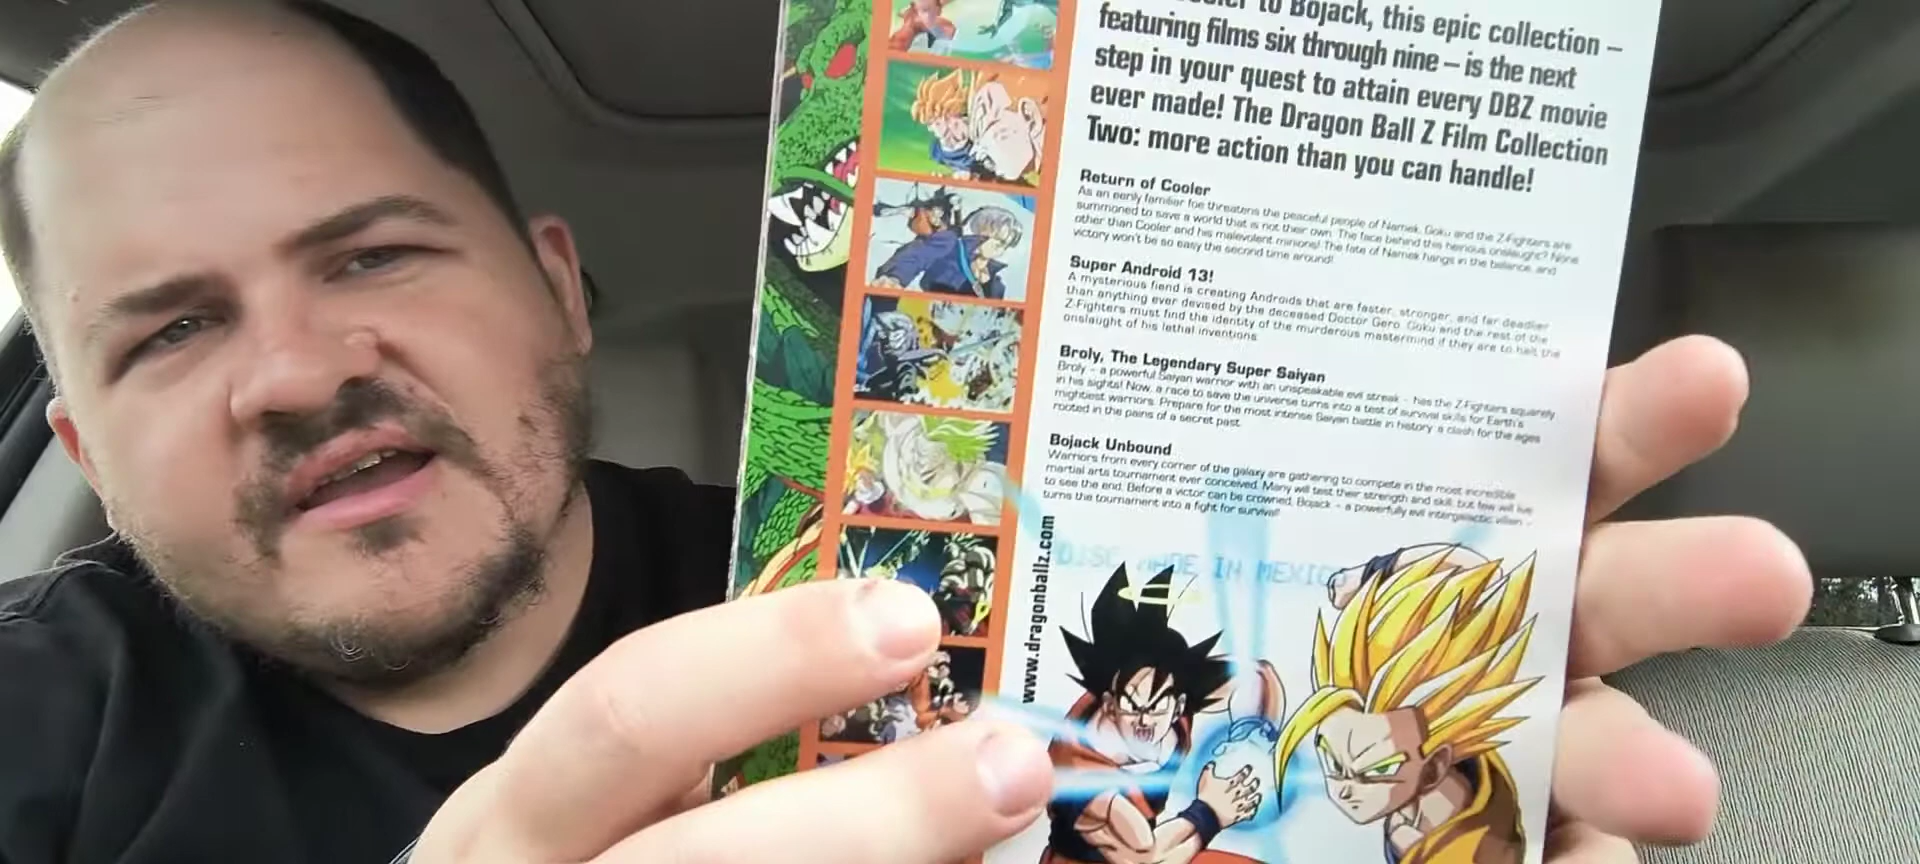 to Bojack, this epic collection –
featuring films six through nine – is the next
step in your quest to attain every DBZ movie
ever made! The Dragon Ball Z Film Collection
Two: more action than you can handle!
Return of Cooler
As an eerily familiar foe threatens the peaceful people of Namek, Goku and the Z-Fighters are
summoned to save a world that is not their own. The face behind this heinous onslaught? None
other than Cooler and his malevolent minions! The fate of Namek hangs in the balance, and
victory won't be so easy the second time around!
Super Android 13!
A mysterious fiend is creating Androids that are faster, stronger, and far deadlier
than anything ever devised by the deceased Doctor Gero. Goku and the rest of the
Z-Fighters must find the identity of the murderous mastermind if they are to halt the
onslaught of his lethal inventions.
Broly, The Legendary Super Saiyan
Broly – a powerful Saiyan warrior with an unspeakable evil streak – has the Z-Fighters squarely
in his sights! Now, a race to save the universe turns into a test of survival skills for Earth's
mightiest warriors. Prepare for the most intense Saiyan battle in history: a clash for the ages
rooted in the pains of a secret past.
Bojack Unbound
Warriors from every corner of the galaxy are gathering to compete in the most incredible
martial arts tournament ever conceived. Many will test their strength and skill, but few will live
to see the end. Before a victor can be crowned, Bojack – a powerfully evil intergalactic villain –
turns the tournament into a fight for survival!
www.dragonballz.com
DISC MADE IN MEXICO